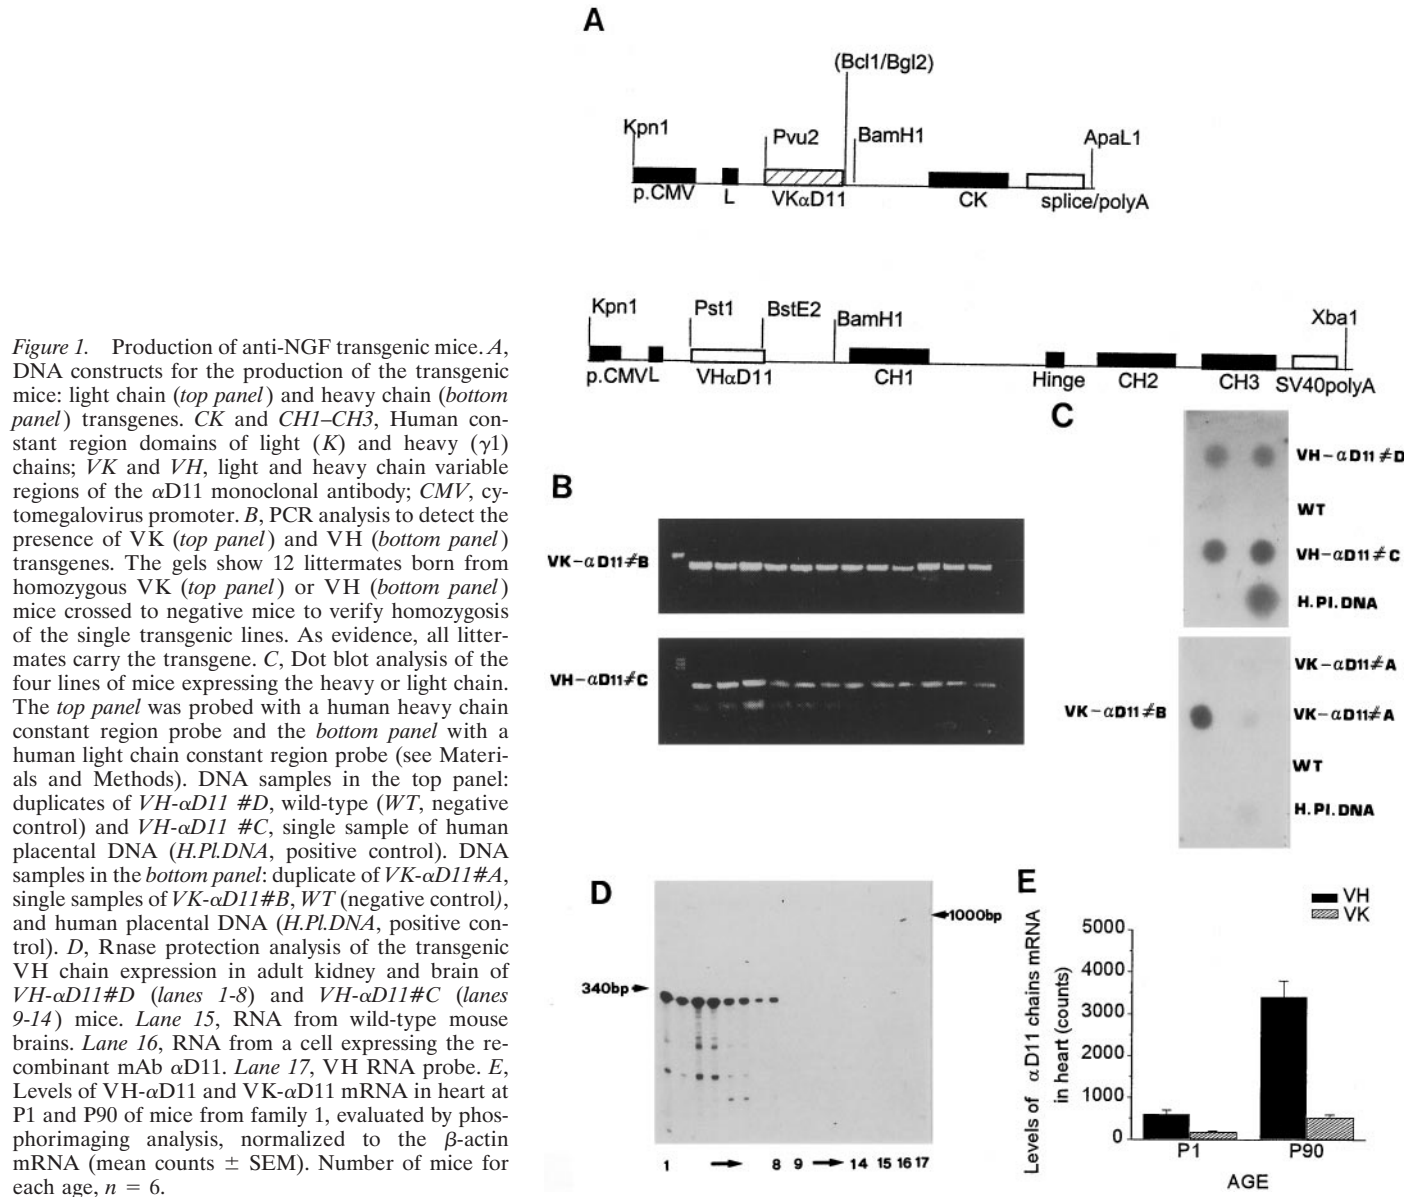 Figure 1. Production of anti-NGF transgenic mice. A,
DNA constructs for the production of the transgenic
mice: light chain (top panel) and heavy chain (bottom
panel) transgenes. CK and CH1–CH3, Human con-
stant region domains of light (K) and heavy (γ1)
chains; VK and VH, light and heavy chain variable
regions of the αD11 monoclonal antibody; CMV, cy-
tomegalovirus promoter. B, PCR analysis to detect the
presence of VK (top panel) and VH (bottom panel)
transgenes. The gels show 12 littermates born from
homozygous VK (top panel) or VH (bottom panel)
mice crossed to negative mice to verify homozygosis
of the single transgenic lines. As evidence, all litter-
mates carry the transgene. C, Dot blot analysis of the
four lines of mice expressing the heavy or light chain.
The top panel was probed with a human heavy chain
constant region probe and the bottom panel with a
human light chain constant region probe (see Materi-
als and Methods). DNA samples in the top panel:
duplicates of VH-αD11 #D, wild-type (WT, negative
control) and VH-αD11 #C, single sample of human
placental DNA (H.Pl.DNA, positive control). DNA
samples in the bottom panel: duplicate of VK-αD11#A,
single samples of VK-αD11#B, WT (negative control),
and human placental DNA (H.Pl.DNA, positive con-
trol). D, Rnase protection analysis of the transgenic
VH chain expression in adult kidney and brain of
VH-αD11#D (lanes 1-8) and VH-αD11#C (lanes
9-14) mice. Lane 15, RNA from wild-type mouse
brains. Lane 16, RNA from a cell expressing the re-
combinant mAb αD11. Lane 17, VH RNA probe. E,
Levels of VH-αD11 and VK-αD11 mRNA in heart at
P1 and P90 of mice from family 1, evaluated by phos-
phorimaging analysis, normalized to the β-actin
mRNA (mean counts ± SEM). Number of mice for
each age, n = 6.
A
(Bcl1/Bgl2)
Kpn1 Pvu2 BamH1 ApaL1
p.CMV L VKαD11 CK splice/polyA
Kpn1 Pst1 BstE2 BamH1 Xba1
p.CMV L VHαD11 CH1 Hinge CH2 CH3 SV40polyA
B
VK-αD11#B
VH-αD11#C
C
VH-αD11#D
WT
VH-αD11#C
H.Pl.DNA
VK-αD11#A
VK-αD11#B VK-αD11#A
WT
H.Pl.DNA
D
1000bp
340bp
1 8 9 14 15 16 17
E
VH
VK
Levels of αD11 chains mRNA
in heart (counts)
5000
4000
3000
2000
1000
0
P1 P90
AGE